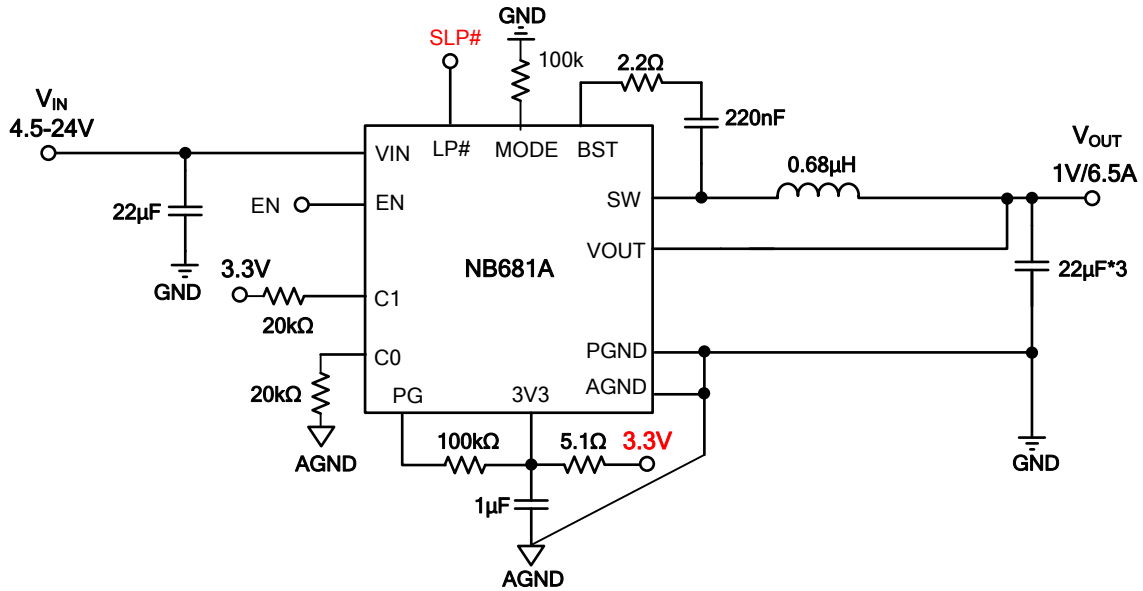 GND
SLP#
100k
2.2Ω
220nF
VIN
4.5-24V
VIN
LP#
MODE
BST
0.68µH
VOUT
1V/6.5A
SW
EN
EN
22µF
GND
VOUT
NB681A
22µF*3
3.3V
C1
20kΩ
C0
PGND
AGND
20kΩ
PG
3V3
AGND
100kΩ
5.1Ω
3.3V
GND
1µF
AGND